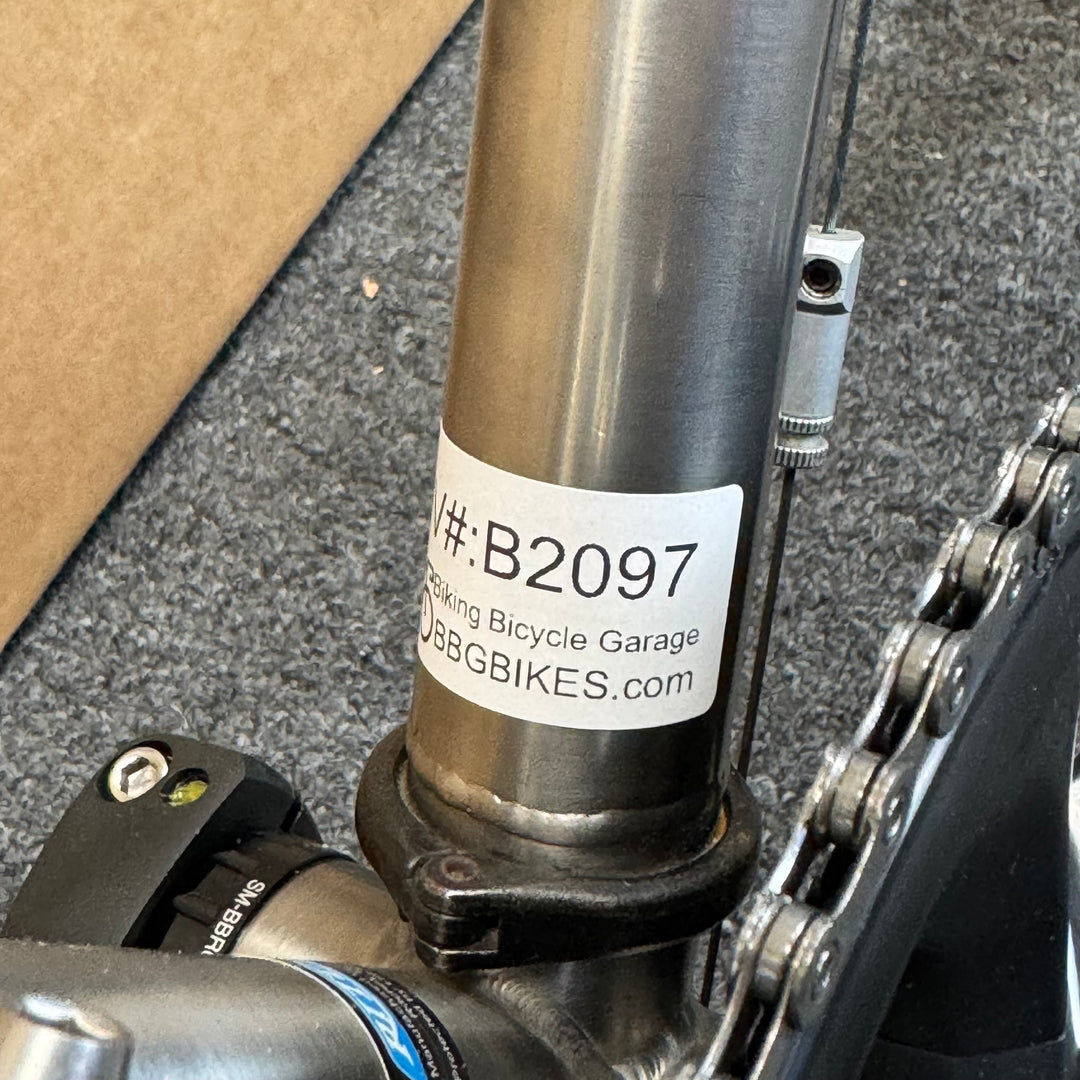 V#:B2097
Biking Bicycle Garage
BBGBIKES.com
SM-BBR